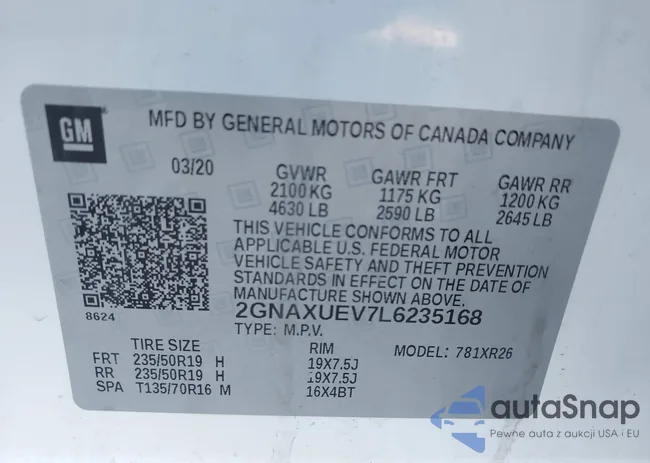 GM
MFD BY GENERAL MOTORS OF CANADA COMPANY
03/20 GVWR GAWR FRT GAWR RR
2100 KG 1175 KG 1200 KG
4630 LB 2590 LB 2645 LB
THIS VEHICLE CONFORMS TO ALL
APPLICABLE U.S. FEDERAL MOTOR
VEHICLE SAFETY AND THEFT PREVENTION
STANDARDS IN EFFECT ON THE DATE OF
MANUFACTURE SHOWN ABOVE.
8624 2GNAXUEV7L6235168
TYPE: M.P.V.
TIRE SIZE RIM MODEL: 781XR26
FRT 235/50R19 H 19X7.5J
RR 235/50R19 H 19X7.5J
SPA T135/70R16 M 16X4BT
autaSnap
Pewne auta z aukcji USA i EU